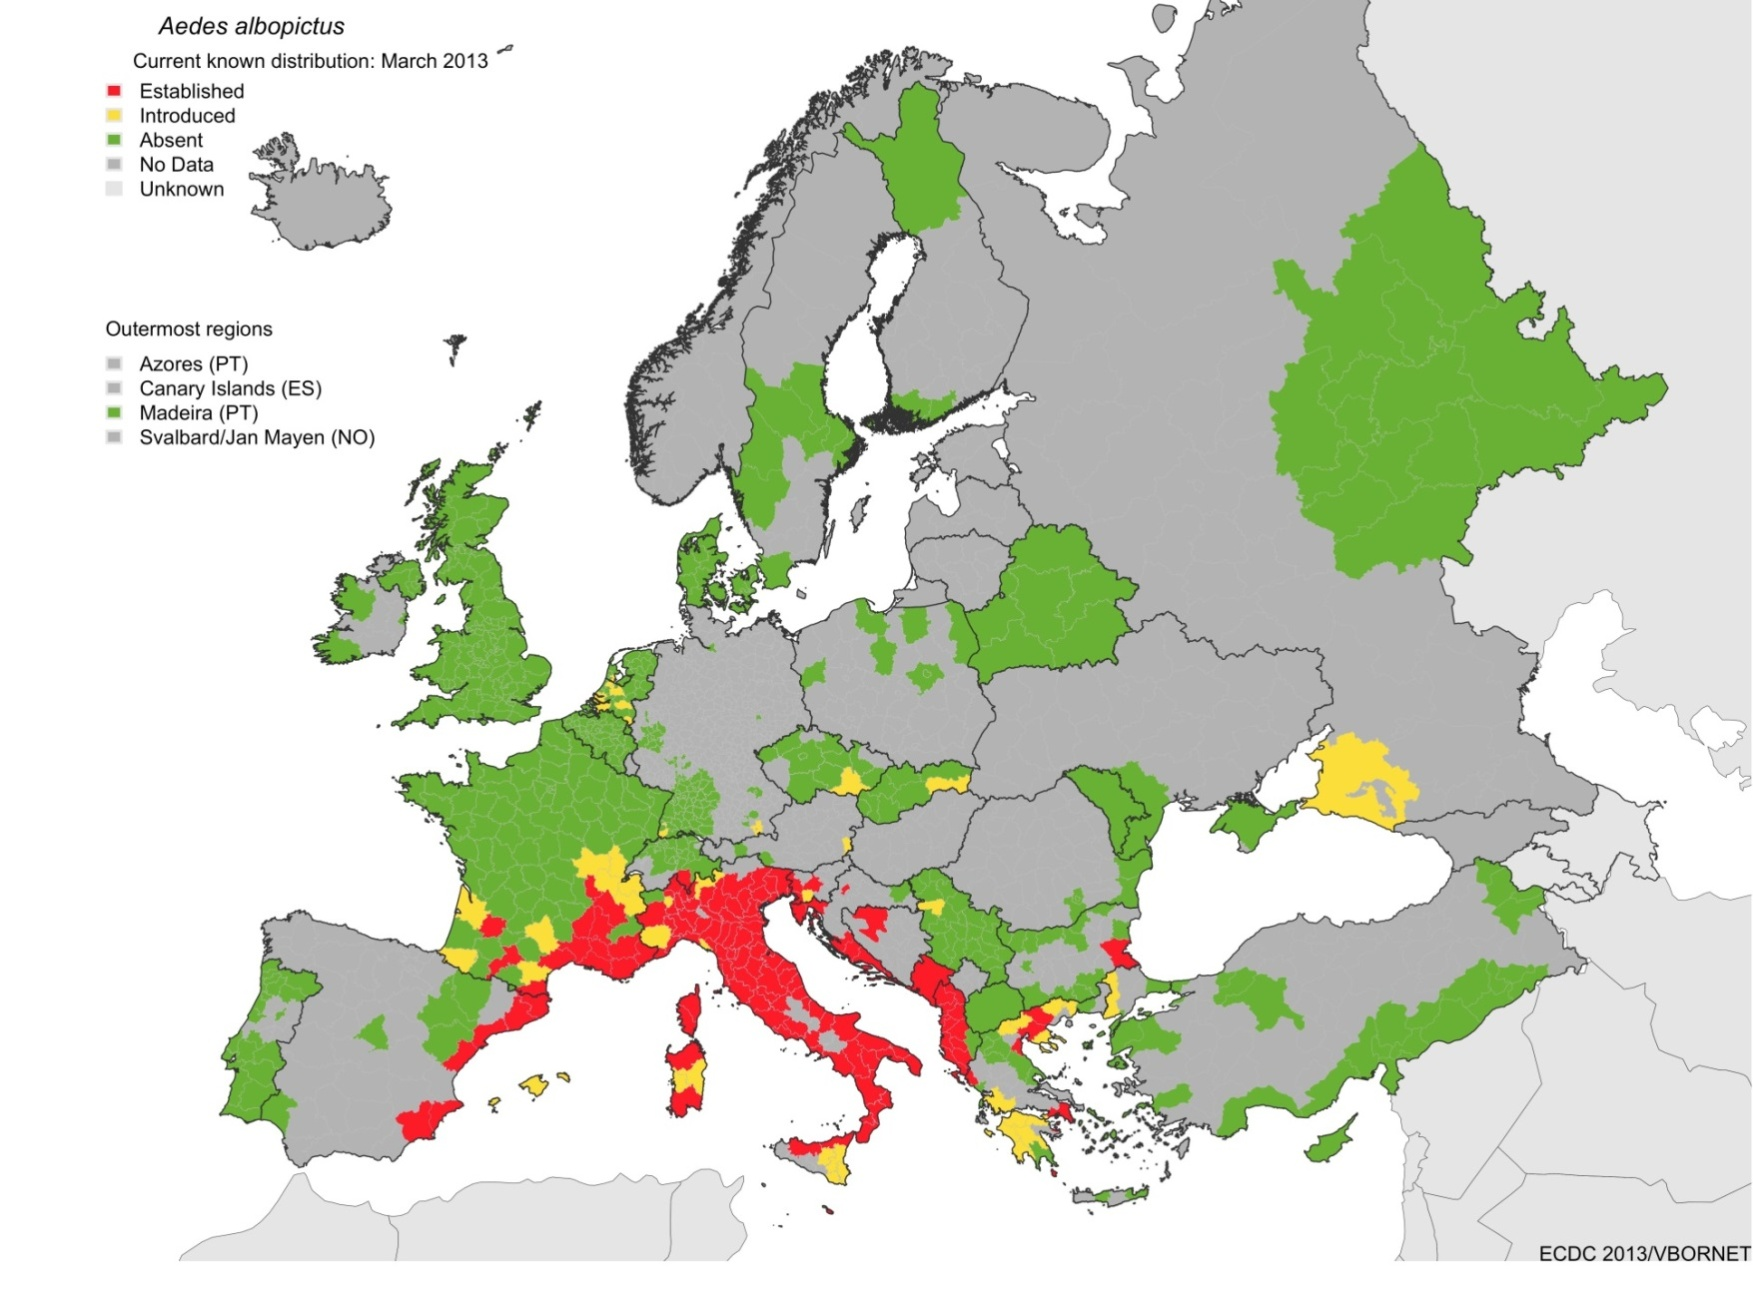 Aedes albopictus
Current known distribution: March 2013
Established
Introduced
Absent
No Data
Unknown
Outermost regions
Azores (PT)
Canary Islands (ES)
Madeira (PT)
Svalbard/Jan Mayen (NO)
ECDC 2013/VBORNET